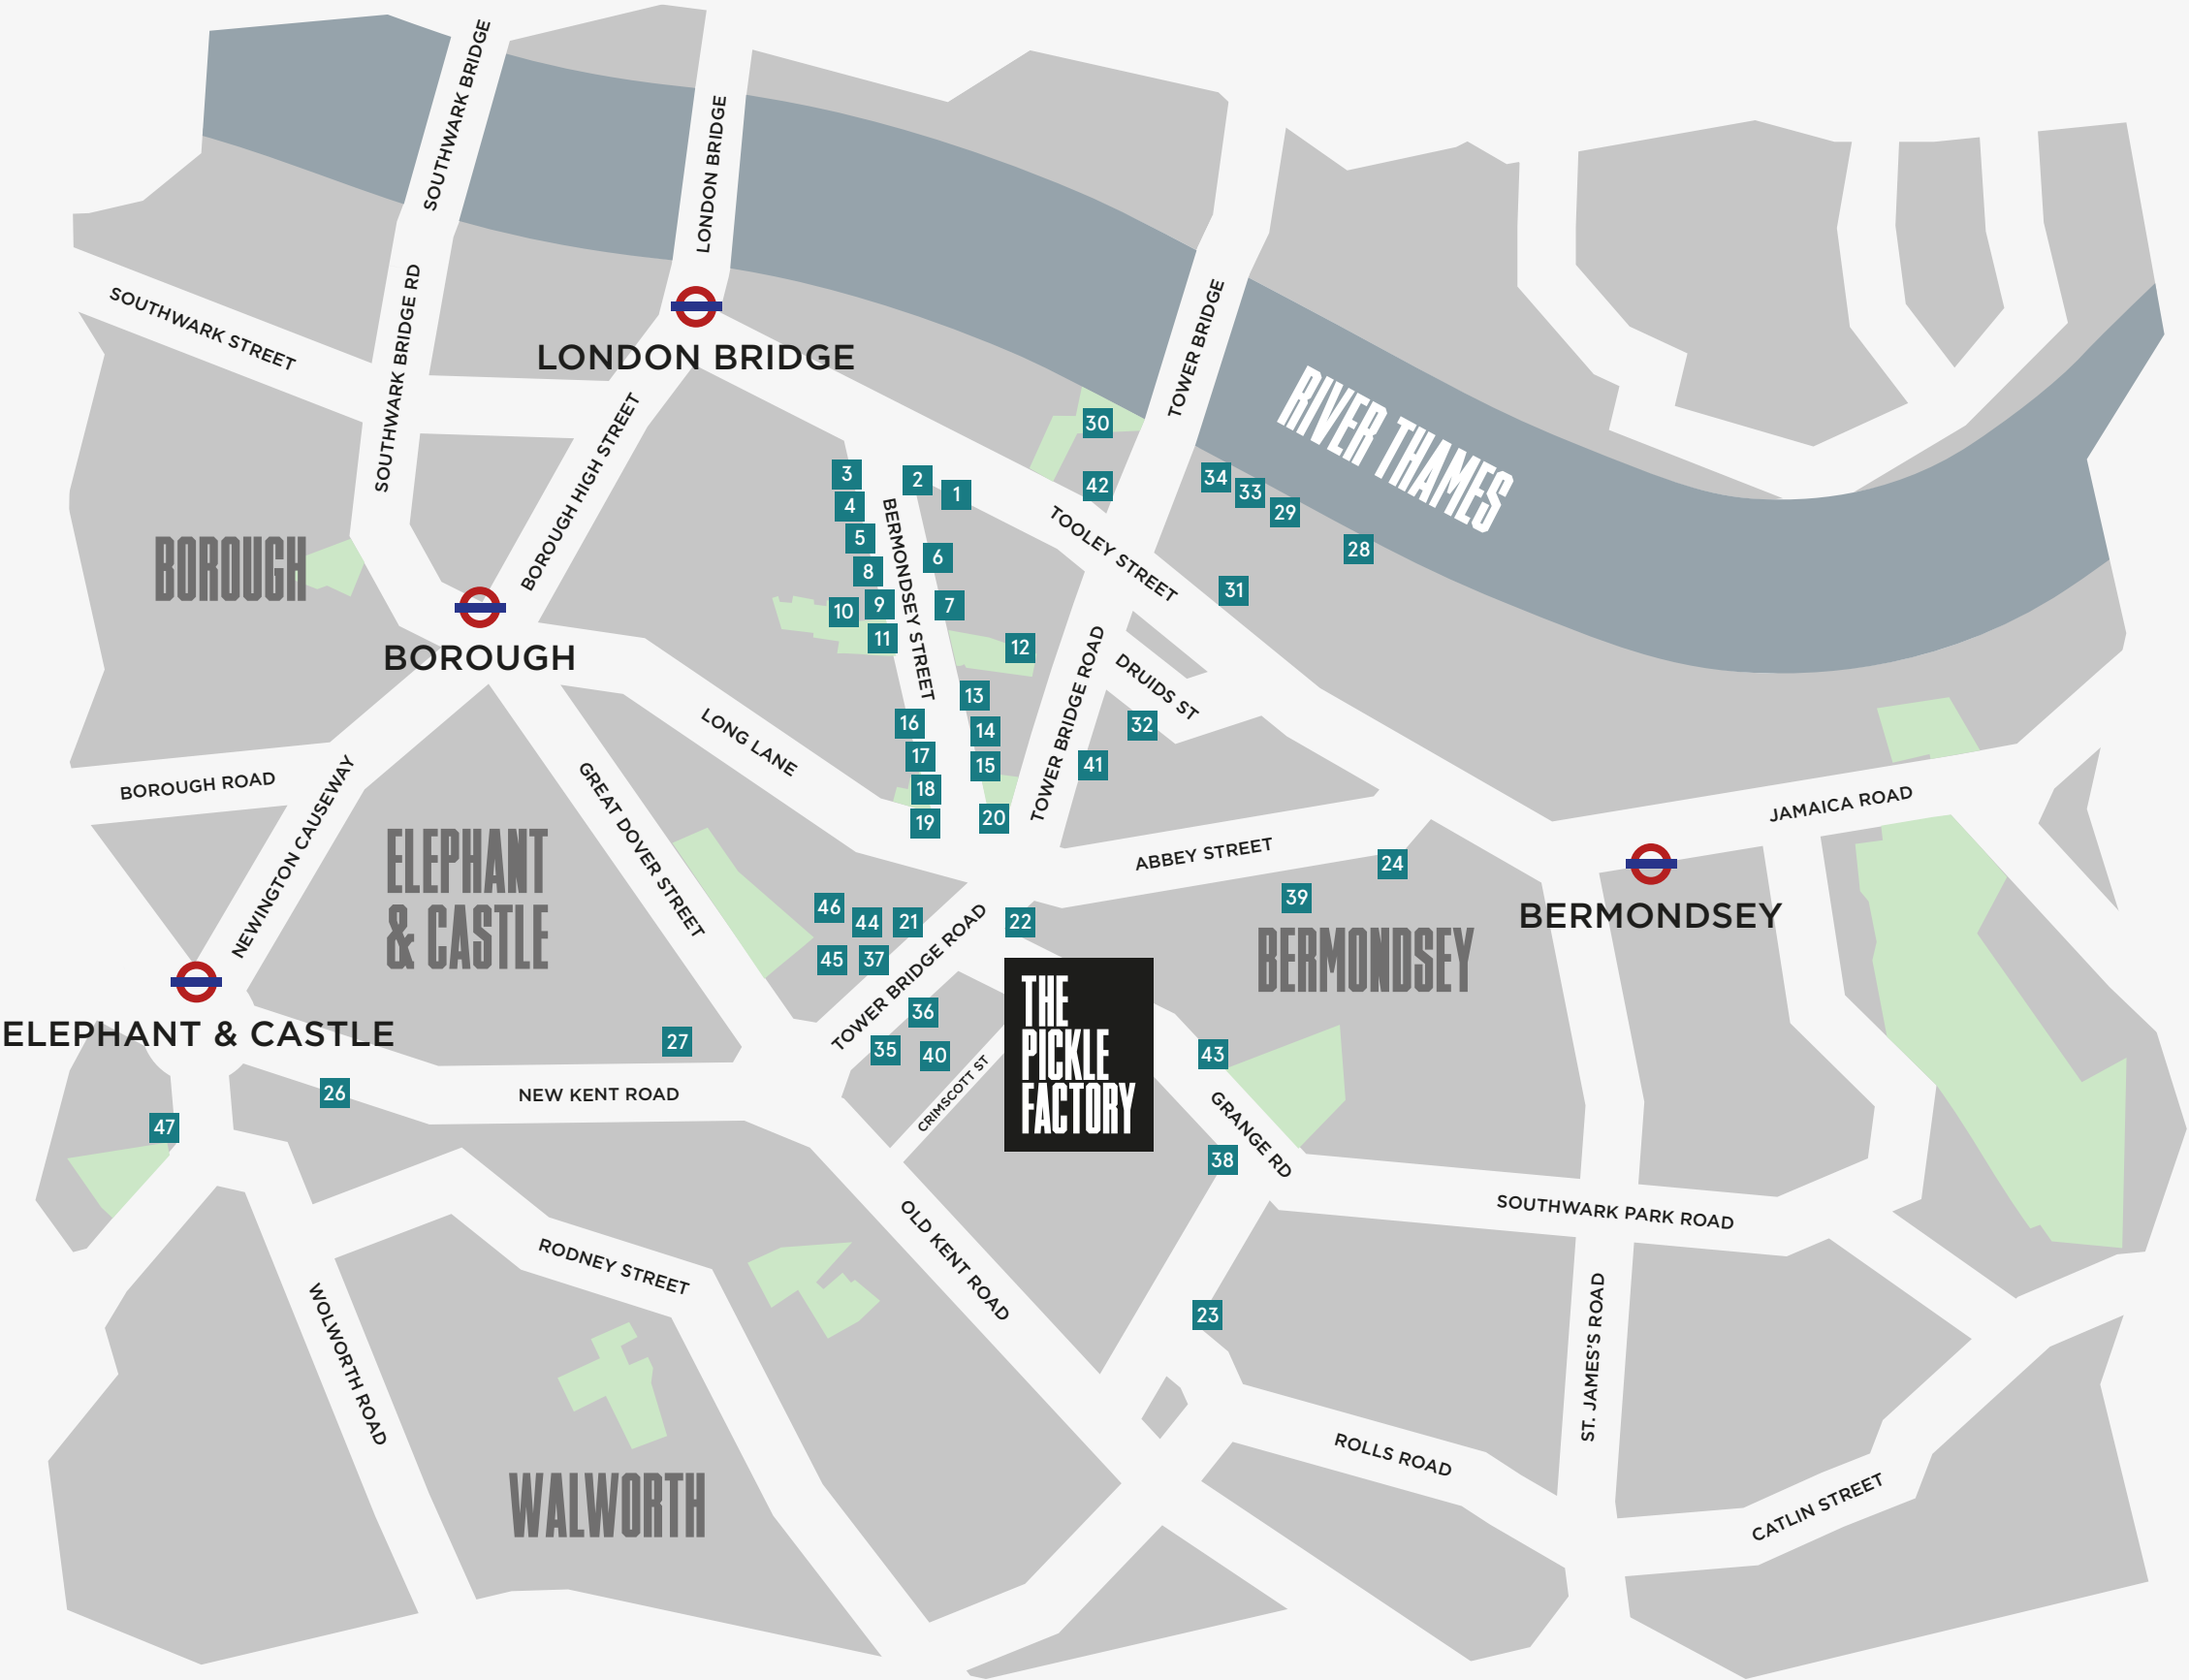 SOUTHWARK BRIDGE
LONDON BRIDGE
SOUTHWARK STREET
SOUTHWARK BRIDGE RD
LONDON BRIDGE
TOWER BRIDGE
RIVER THAMES
BOROUGH HIGH STREET
30
3
2
1
42
34
33
29
4
BERMONDSEY STREET
TOOLEY STREET
5
6
28
BOROUGH
8
31
10
9
7
11
12
BOROUGH
TOWER BRIDGE ROAD
DRUIDS ST
13
16
14
32
LONG LANE
17
15
41
BOROUGH ROAD
18
19
20
NEWINGTON CAUSEWAY
GREAT DOVER STREET
JAMAICA ROAD
ELEPHANT
& CASTLE
ABBEY STREET
24
39
BERMONDSEY
46
44
21
22
45
37
TOWER BRIDGE ROAD
BERMONDSEY
ELEPHANT & CASTLE
36
27
35
40
43
THE
PICKLE
FACTORY
CRIMSCOTT ST
26
NEW KENT ROAD
47
GRANGE RD
38
SOUTHWARK PARK ROAD
OLD KENT ROAD
RODNEY STREET
23
WOLWORTH ROAD
ST. JAMES'S ROAD
ROLLS ROAD
WALWORTH
CATLIN STREET